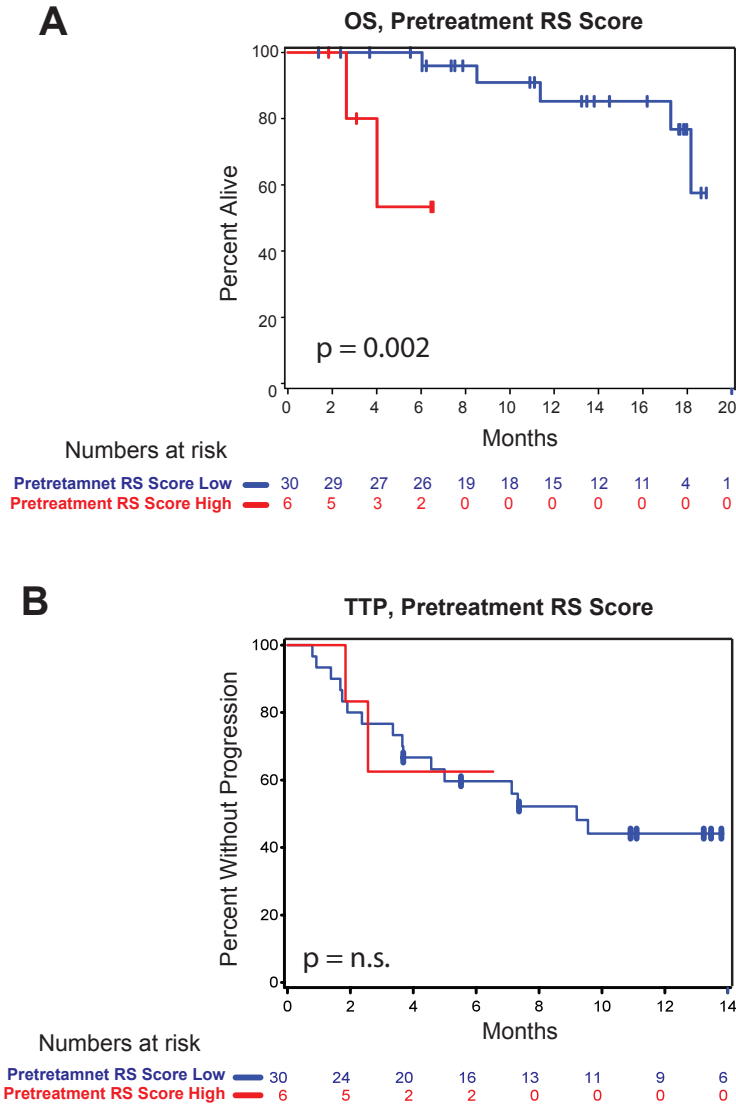 A
OS, Pretreatment RS Score
Percent Alive
100
80
60
40
20
0
0 2 4 6 8 10 12 14 16 18 20
p = 0.002
Months
Numbers at risk
Pretretamnet RS Score Low 30 29 27 26 19 18 15 12 11 4 1
Pretreatment RS Score High 6 5 3 2 0 0 0 0 0 0 0
B
TTP, Pretreatment RS Score
Percent Without Progression
100
80
60
40
20
0
p = n.s.
0 2 4 6 8 10 12 14
Months
Numbers at risk
Pretretamnet RS Score Low 30 24 20 16 13 11 9 6
Pretreatment RS Score High 6 5 2 2 0 0 0 0